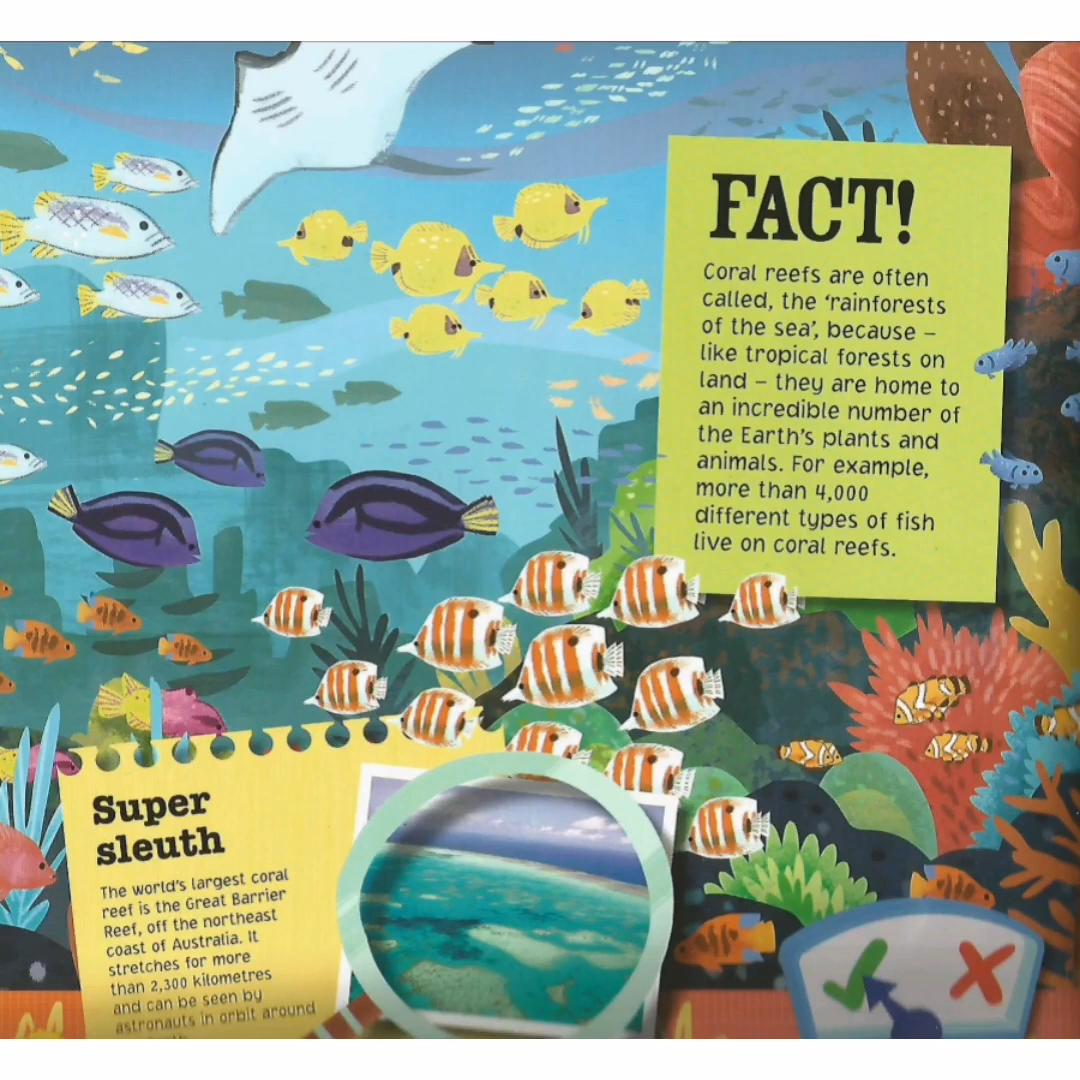 FACT!
Coral reefs are often
called, the ‘rainforests
of the sea’, because –
like tropical forests on
land – they are home to
an incredible number of
the Earth’s plants and
animals. For example,
more than 4,000
different types of fish
live on coral reefs.
Super
sleuth
The world’s largest coral
reef is the Great Barrier
Reef, off the northeast
coast of Australia. It
stretches for more
than 2,300 kilometres
and can be seen by
astronauts in orbit around